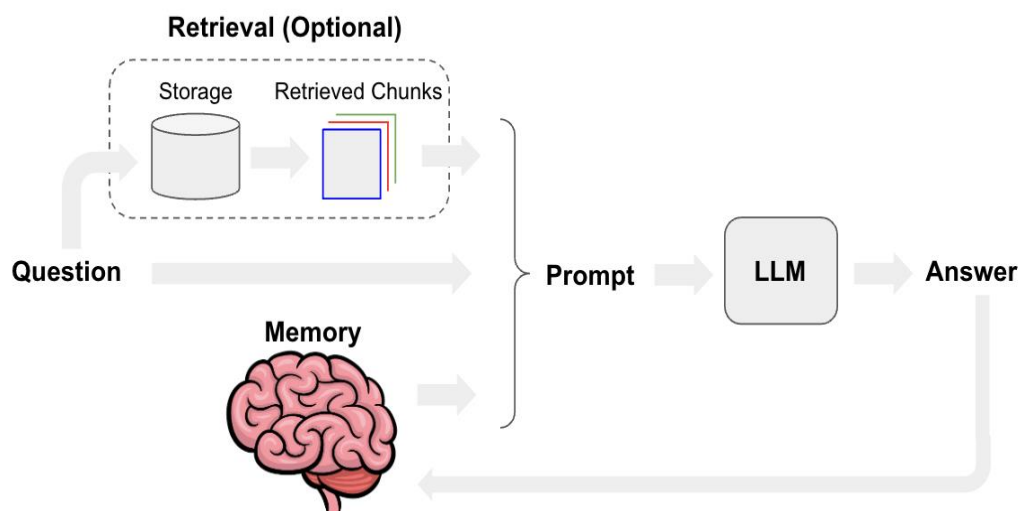 Retrieval (Optional)
Storage
Retrieved Chunks
Question
Prompt
LLM
Answer
Memory